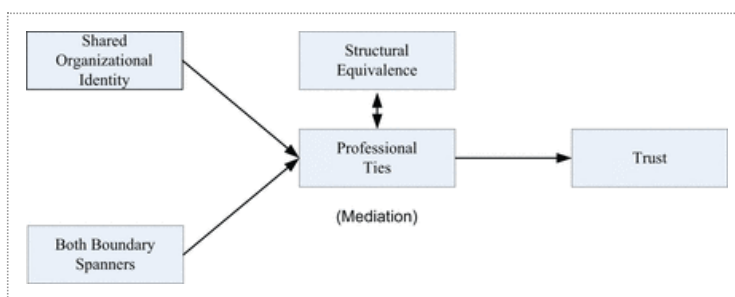 Shared
Organizational
Identity
Structural
Equivalence
Professional
Ties
Trust
(Mediation)
Both Boundary
Spanners